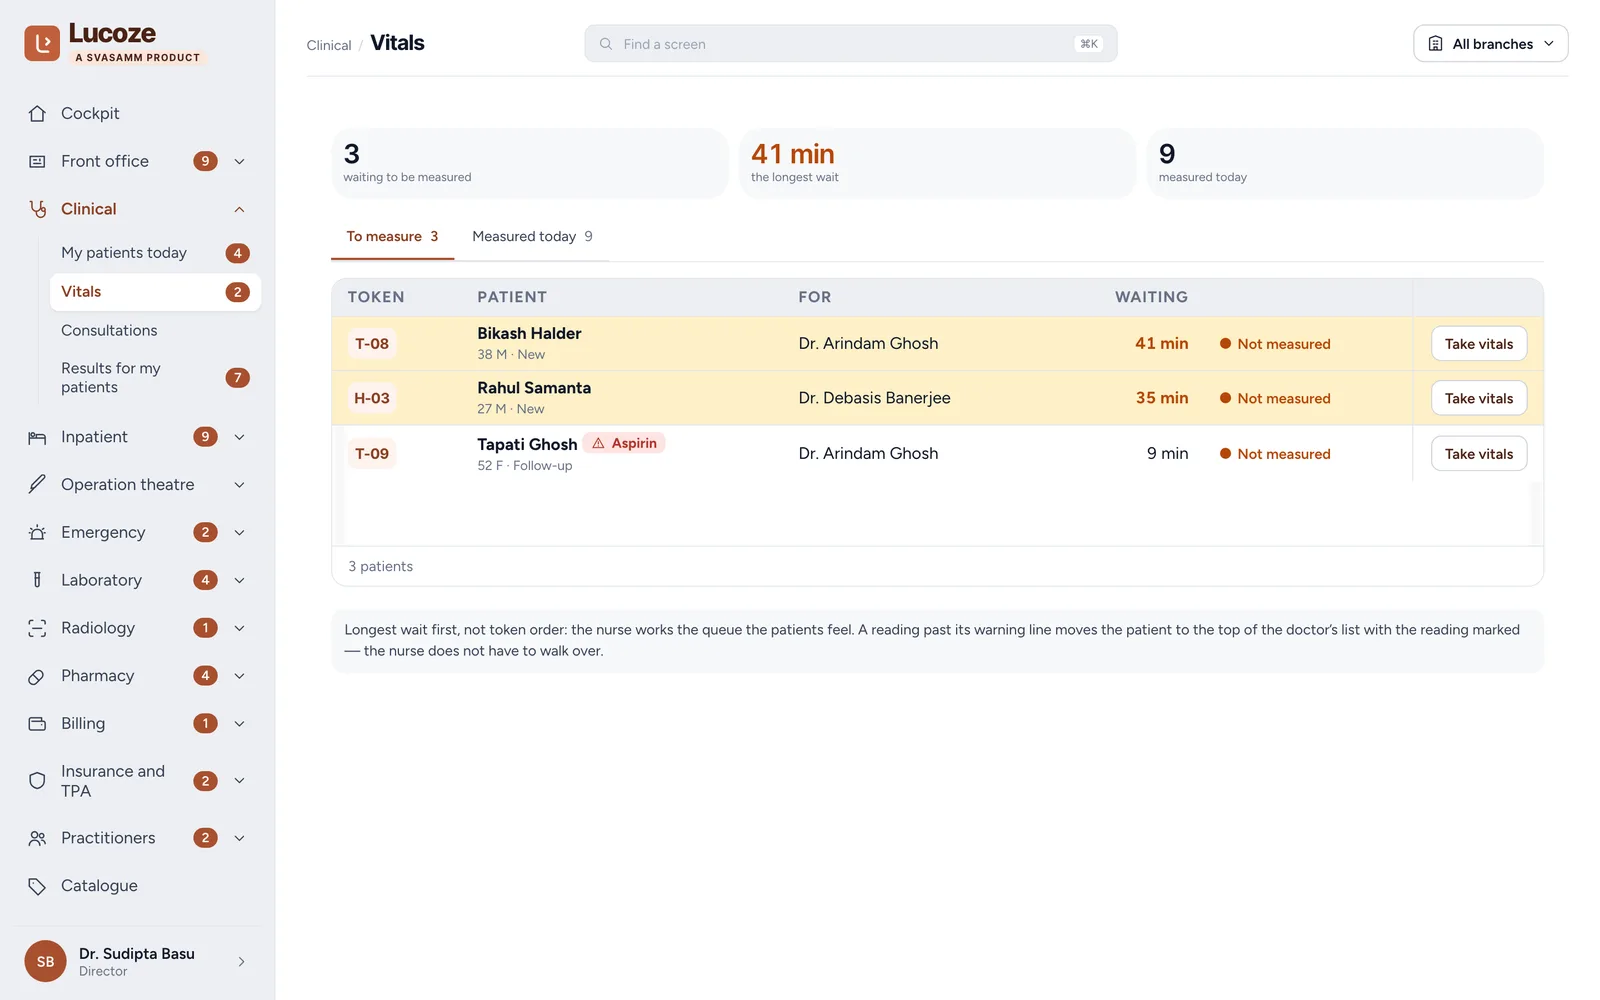 Lucoze
A SVASAMM PRODUCT
Cockpit
Front office 9
Clinical
My patients today 4
Vitals 2
Consultations
Results for my
patients 7
Inpatient 9
Operation theatre
Emergency 2
Laboratory 4
Radiology 1
Pharmacy 4
Billing 1
Insurance and
TPA 2
Practitioners 2
Catalogue
SB Dr. Sudipta Basu
Director
Clinical / Vitals
Find a screen ⌘K
All branches
3
waiting to be measured
41 min
the longest wait
9
measured today
To measure 3 Measured today 9
TOKEN PATIENT FOR WAITING
T-08 Bikash Halder Dr. Arindam Ghosh 41 min Not measured Take vitals
38 M · New
H-03 Rahul Samanta Dr. Debasis Banerjee 35 min Not measured Take vitals
27 M · New
T-09 Tapati Ghosh Aspirin Dr. Arindam Ghosh 9 min Not measured Take vitals
52 F · Follow-up
3 patients
Longest wait first, not token order: the nurse works the queue the patients feel. A reading past its warning line moves the patient to the top of the doctor's list with the reading marked
— the nurse does not have to walk over.